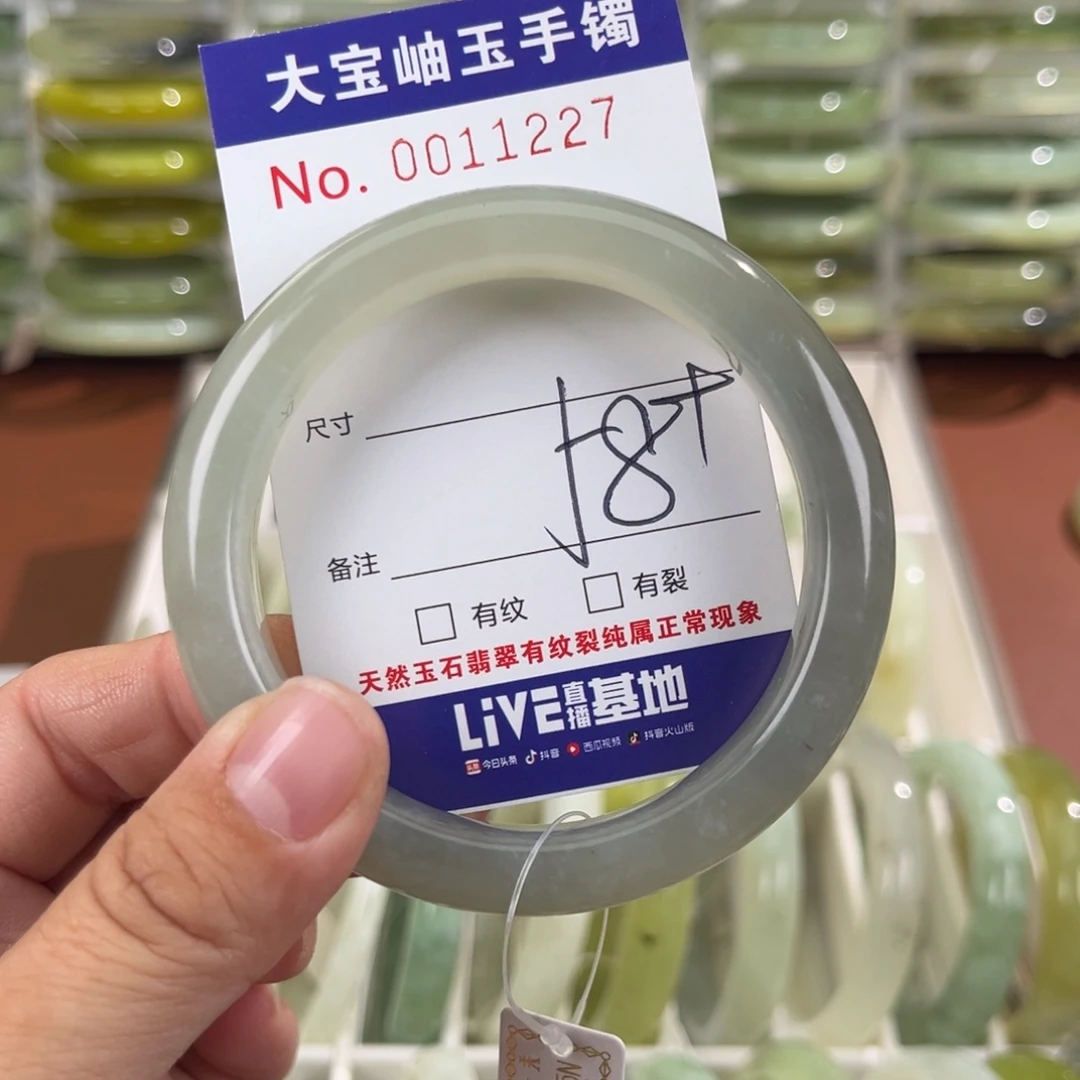 大宝岫玉手镯
No. 0011227
尺寸
备注
有纹 有裂
天然玉石翡翠有纹裂纯属正常现象
LiVE直播基地
今日头条 抖音 西瓜视频 抖音火山版